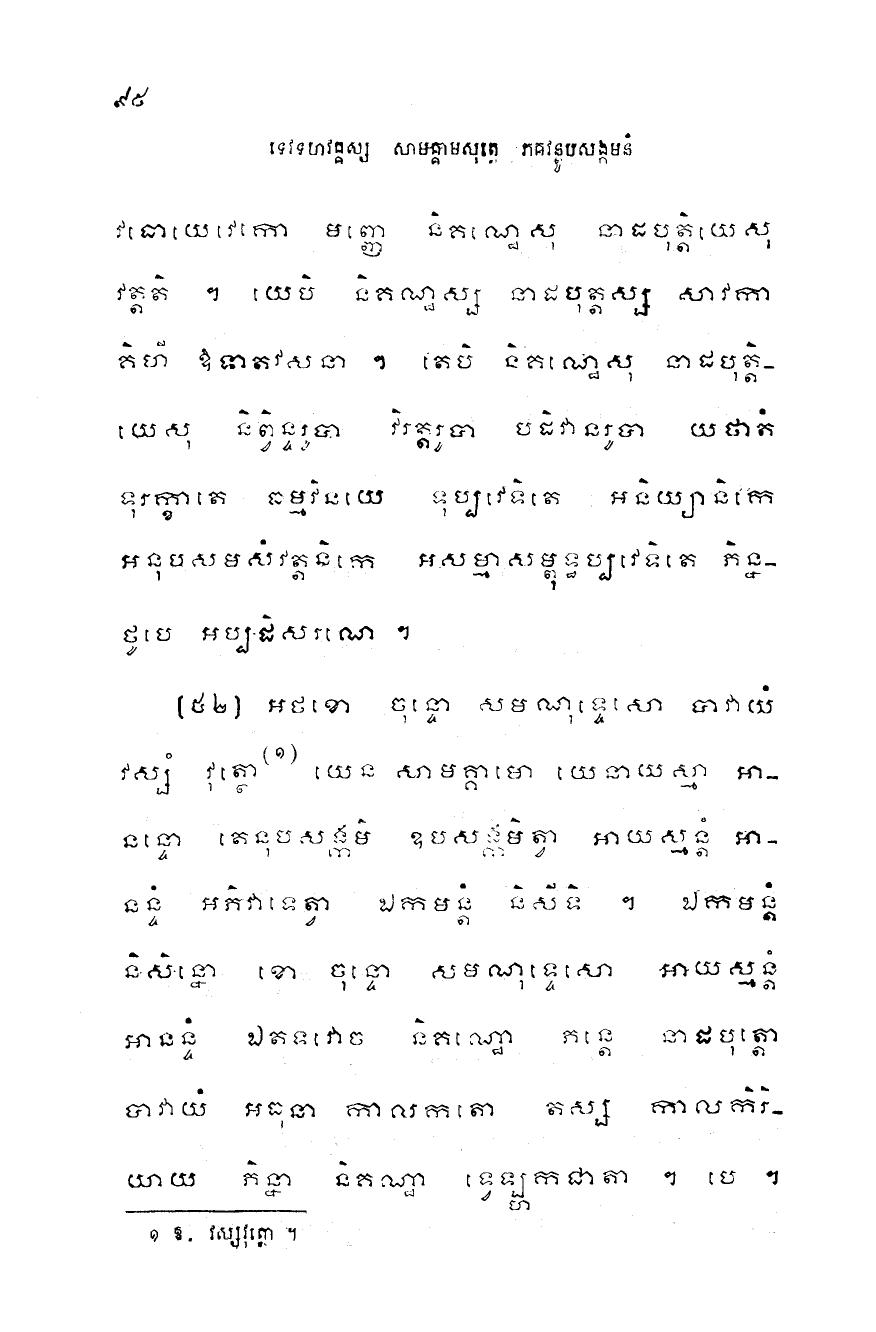 ៩៥
ទេវទហវគ្គស្ស សាមគ្គាមសុត្តេ ភគវន្តូបសង្កមនំ
វធោយេវេកោ មញ្ញេ និគណ្ឋេសុ នាដបុត្តិយេសុ
វត្តតិ ។ យេបិ និគណ្ឋស្ស នាដបុត្តស្ស សាវកា
គិហី ឱទាតវសនា ។ តេបិ និគណ្ឋេសុ នាដបុត្តិ-
យេសុ និព្វិន្ទរូបា វិរត្តរូបា បដិវានរូបា យថាតំ
ទុរក្ខាតេ ធម្មវិនយេ ទុប្បវេទិតេ អនិយ្យានិកេ
អនុបសមសំវត្តនិកេ អសម្មាសម្ពុទ្ធប្បវេទិតេ ភិន្ន-
ថូបេ អប្បដិសរណេ ។
(៥២) អថខោ ចុន្ទោ សមណុទ្ទេសោ បាវាយំ
វស្សំ វុត្ថោ(១) យេន សាមគ្គាមោ យេនាយស្មា អា-
នន្ទោ តេនុបសង្កមិ ឧបសង្កមិត្វា អាយស្មន្តំ អា-
នន្ទំ អភិវាទេត្វា ឯកមន្តំ និសីទិ ។ ឯកមន្តំ
និសិន្នោ ខោ ចុន្ទោ សមណុទ្ទេសោ អាយស្មន្តំ
អានន្ទំ ឯតទវោច និគណ្ឋោ ភន្តេ នាដបុត្តោ
បាវាយំ អធុនា កាលកតោ តស្ស កាលកិរិ-
យាយ ភិន្នា និគណ្ឋា ទ្វេឡ្ហកជាតា ។ បេ ។
១ ឱ. វស្សវុត្ថោ ។